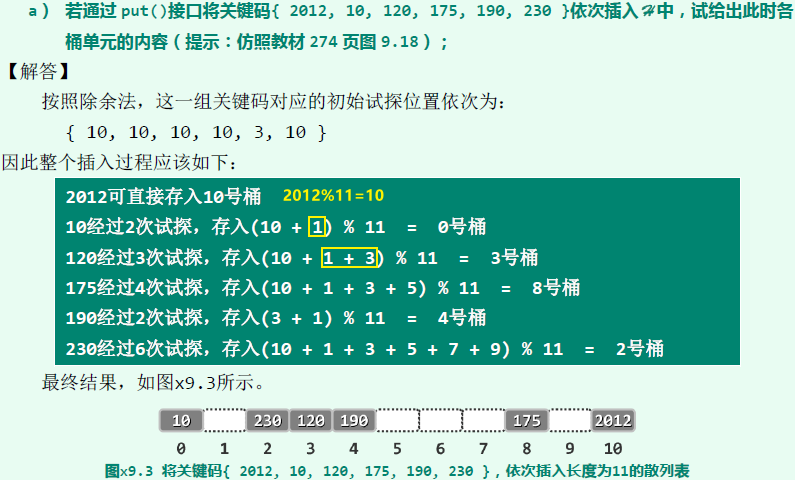 a) 若通过put()接口将关键码{ 2012, 10, 120, 175, 190, 230 }依次插入ℋ中,试给出此时各
桶单元的内容(提示:仿照教材274页图9.18);
【解答】
按照除余法,这一组关键码对应的初始试探位置依次为:
{ 10, 10, 10, 10, 3, 10 }
因此整个插入过程应该如下:
2012可直接存入10号桶 2012%11=10
10经过2次试探,存入(10 + 1) % 11 = 0号桶
120经过3次试探,存入(10 + 1 + 3) % 11 = 3号桶
175经过4次试探,存入(10 + 1 + 3 + 5) % 11 = 8号桶
190经过2次试探,存入(3 + 1) % 11 = 4号桶
230经过6次试探,存入(10 + 1 + 3 + 5 + 7 + 9) % 11 = 2号桶
最终结果,如图x9.3所示。
10 230 120 190 175 2012
0 1 2 3 4 5 6 7 8 9 10
图x9.3 将关键码{ 2012, 10, 120, 175, 190, 230 },依次插入长度为11的散列表